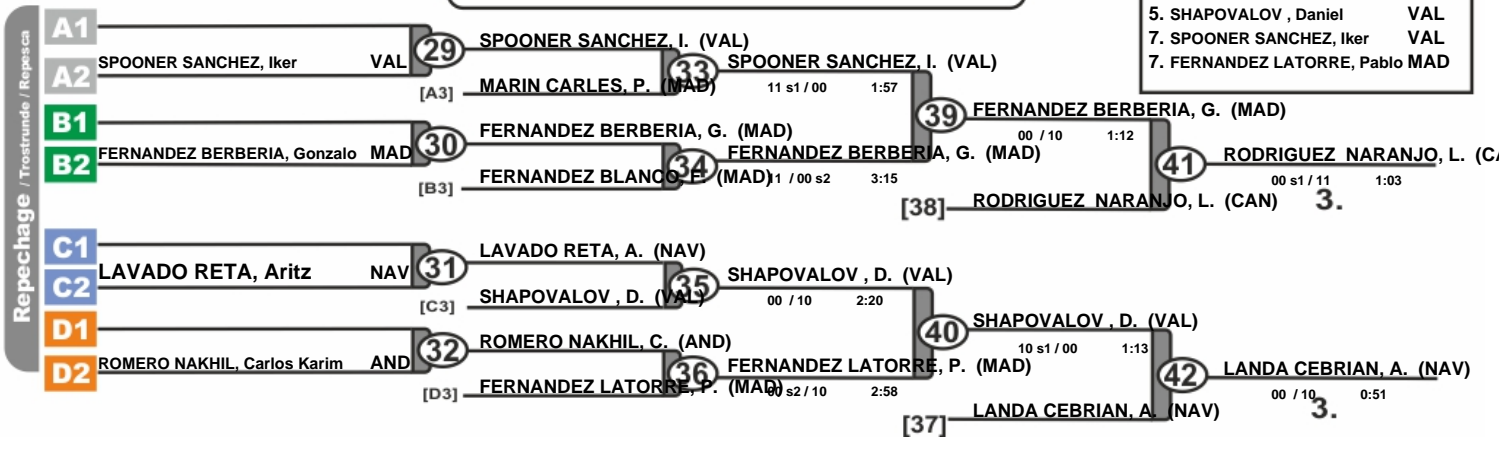 5. SHAPOVALOV , Daniel VAL
7. SPOONER SANCHEZ, Iker VAL
7. FERNANDEZ LATORRE, Pablo MAD
Repechage / Trostrunde / Repesca
A1
SPOONER SANCHEZ, Iker VAL
A2
29
SPOONER SANCHEZ, I. (VAL)
[A3] MARIN CARLES, P. (MAD)
33
SPOONER SANCHEZ, I. (VAL)
11 s1 / 00 1:57
B1
FERNANDEZ BERBERIA, Gonzalo MAD
B2
30
FERNANDEZ BERBERIA, G. (MAD)
[B3] FERNANDEZ BLANCO, F. (MAD)
34
FERNANDEZ BERBERIA, G. (MAD)
11 / 00 s2 3:15
39
FERNANDEZ BERBERIA, G. (MAD)
00 / 10 1:12
[38] RODRIGUEZ NARANJO, L. (CAN)
41
RODRIGUEZ NARANJO, L. (CA
00 s1 / 11 1:03
3.
C1
LAVADO RETA, Aritz NAV
C2
31
LAVADO RETA, A. (NAV)
[C3] SHAPOVALOV , D. (VAL)
35
SHAPOVALOV , D. (VAL)
00 / 10 2:20
D1
ROMERO NAKHIL, Carlos Karim AND
D2
32
ROMERO NAKHIL, C. (AND)
[D3] FERNANDEZ LATORRE, P. (MAD)
36
FERNANDEZ LATORRE, P. (MAD)
00 s2 / 10 2:58
40
SHAPOVALOV , D. (VAL)
10 s1 / 00 1:13
[37] LANDA CEBRIAN, A. (NAV)
42
LANDA CEBRIAN, A. (NAV)
00 / 10 0:51
3.